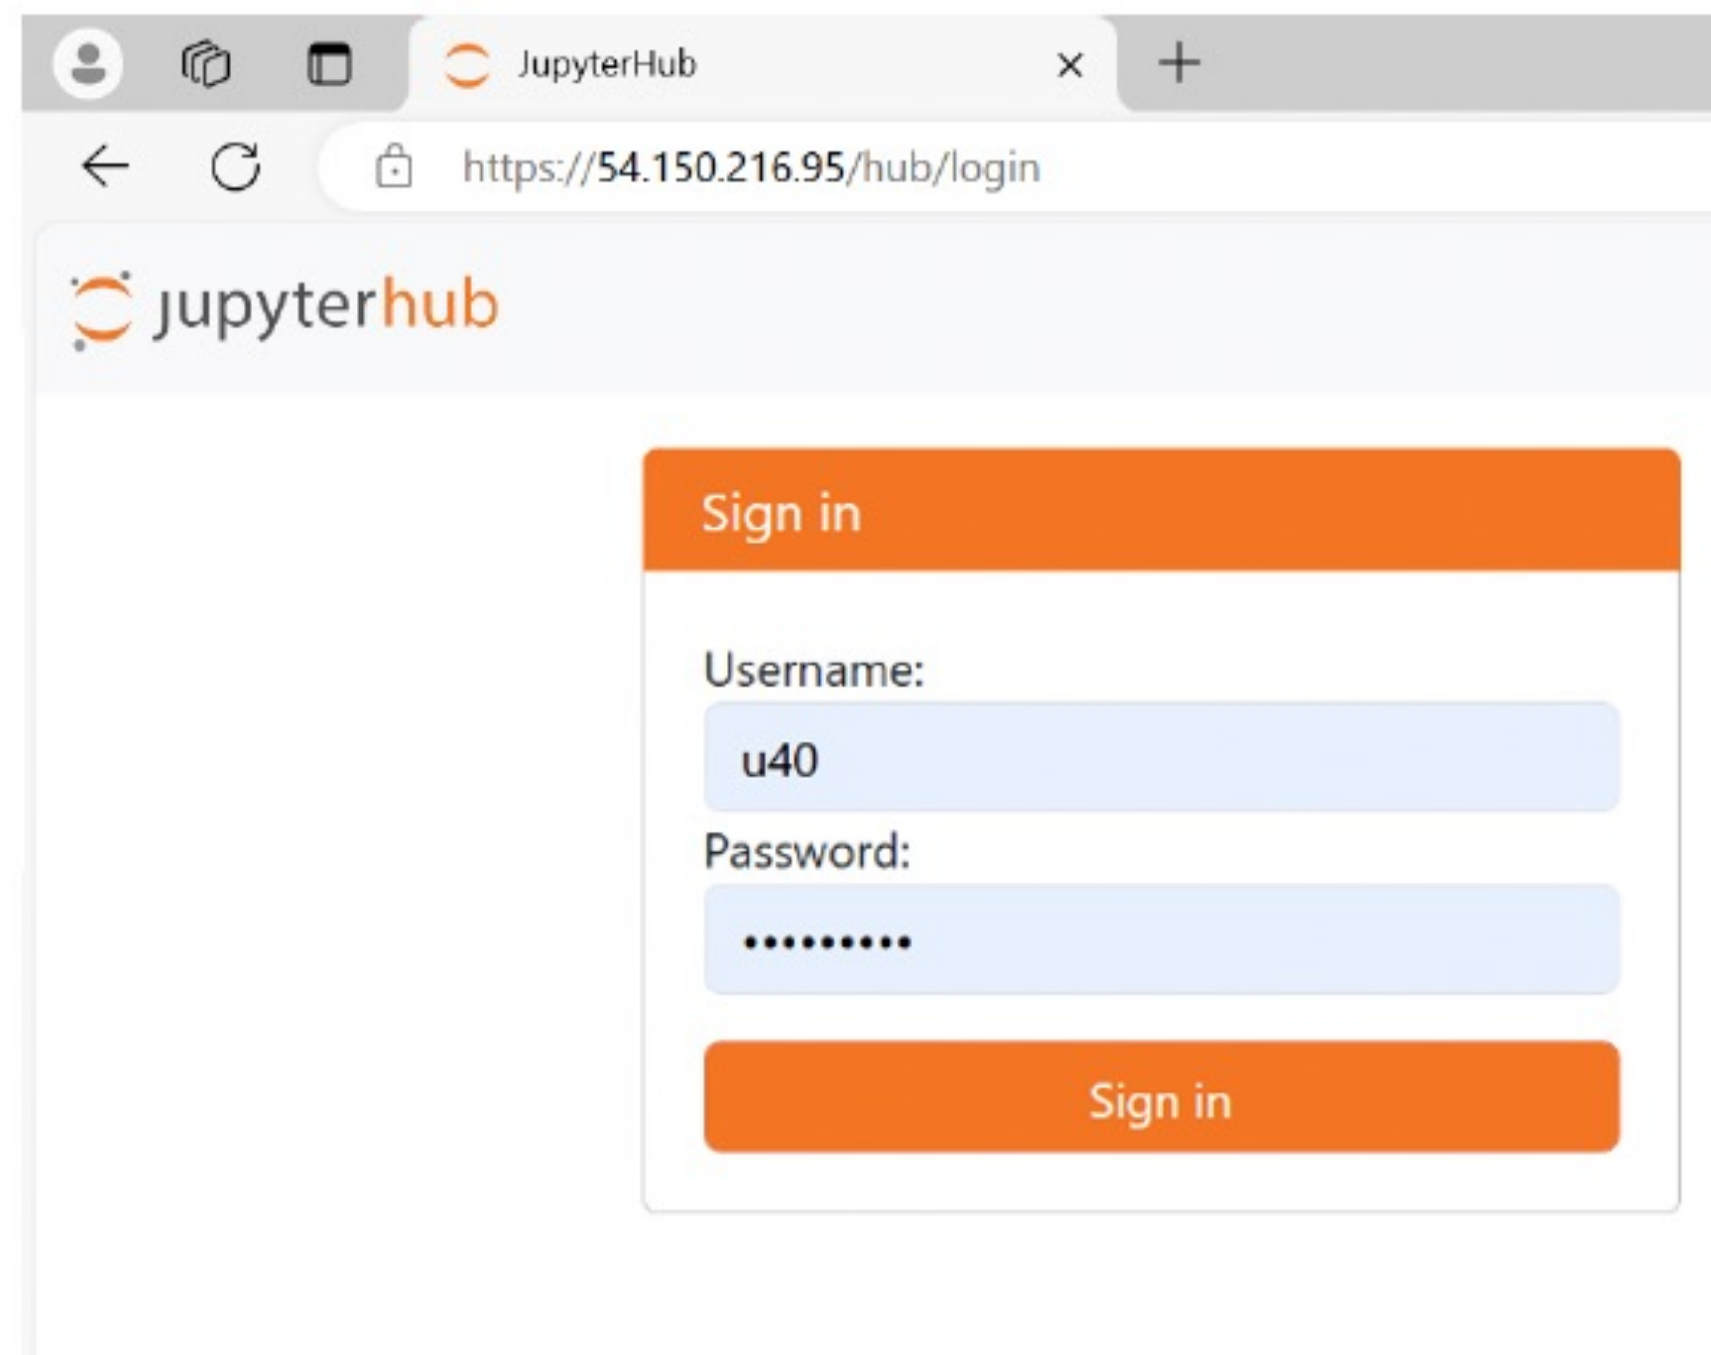 JupyterHub
https://54.150.216.95/hub/login
jupyterhub
Sign in
Username:
u40
Password:
•••••••••
Sign in